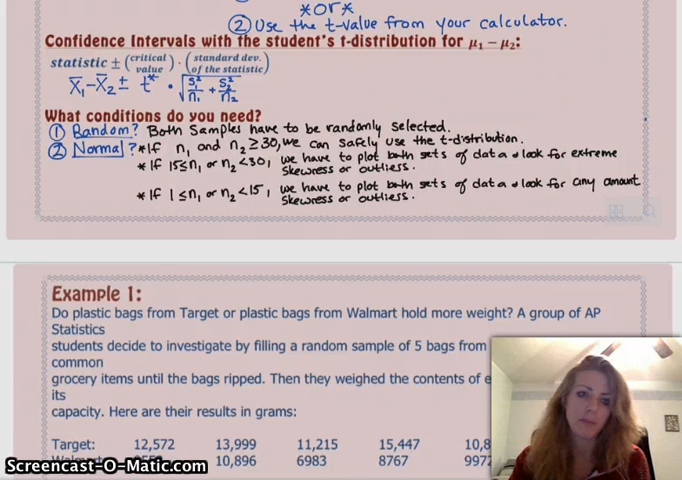 *or*
② Use the t-value from your calculator.
Confidence Intervals with the student's t-distribution for μ₁ − μ₂:
statistic ± (critical value) · (standard dev. of the statistic)
X̄₁ - X̄₂ ± t* · √(S₁²/n₁ + S₂²/n₂)
What conditions do you need?
① Random? Both Samples have to be randomly selected.
② Normal? *If n₁ and n₂ ≥ 30, we can safely use the t-distribution.
*If 15 ≤ n₁ or n₂ < 30, we have to plot both sets of data & look for extreme
skewness or outliers.
*If 1 ≤ n₁ or n₂ < 15, we have to plot both sets of data & look for any amount
skewness or outliers.
Example 1:
Do plastic bags from Target or plastic bags from Walmart hold more weight? A group of AP
Statistics
students decide to investigate by filling a random sample of 5 bags from
common
grocery items until the bags ripped. Then they weighed the contents of
its
capacity. Here are their results in grams:
Target: 12,572 13,999 11,215 15,447 10,8
10,896 6983 8767 997
Screencast-O-Matic.com